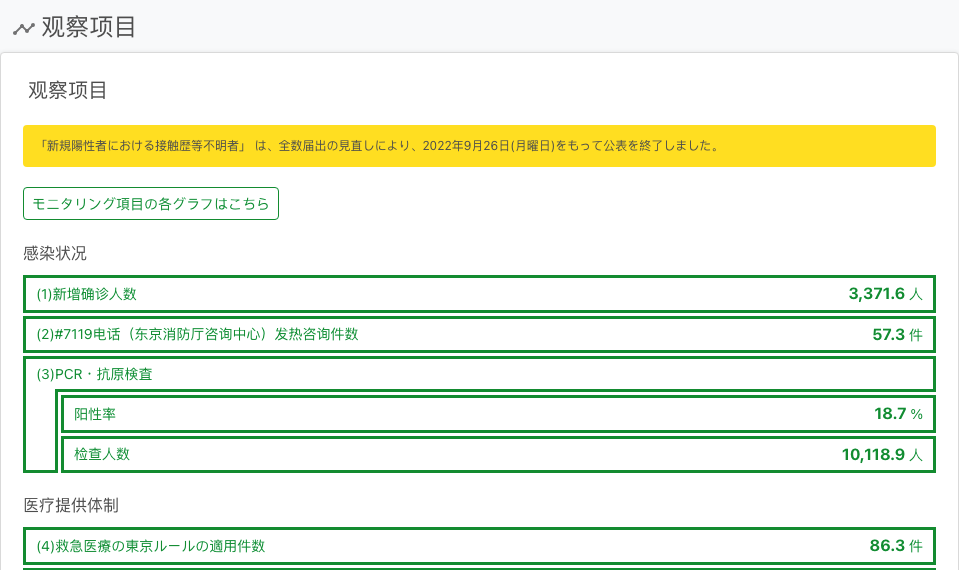 观察项目
观察项目
「新規陽性者における接触歴等不明者」 は、全数届出の見直しにより、2022年9月26日(月曜日)をもって公表を終了しました。
モニタリング項目の各グラフはこちら
感染状况
(1)新增确诊人数 3,371.6 人
(2)#7119电话（东京消防厅咨询中心）发热咨询件数 57.3 件
(3)PCR・抗原検査
阳性率 18.7 %
检查人数 10,118.9 人
医疗提供体制
(4)救急医療の東京ルールの適用件数 86.3 件